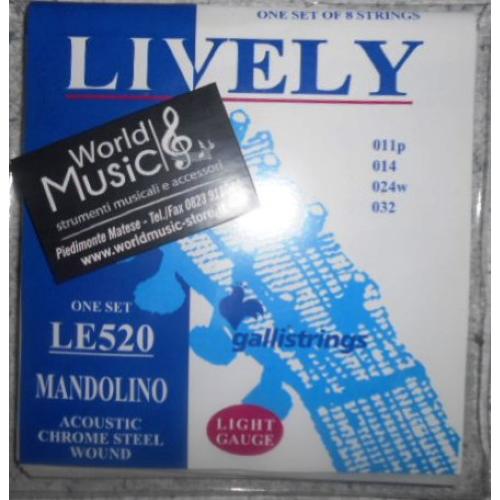 ONE SET OF 8 STRINGS
LIVELY
011p
014
024w
032
World
Music
strumenti musicali e accessori
Piedimonte Matese - Tel./Fax 0823
www.worldmusic-store.
ONE SET
LE520
MANDOLINO
ACOUSTIC
CHROME STEEL
WOUND
gallistrings
LIGHT
GAUGE